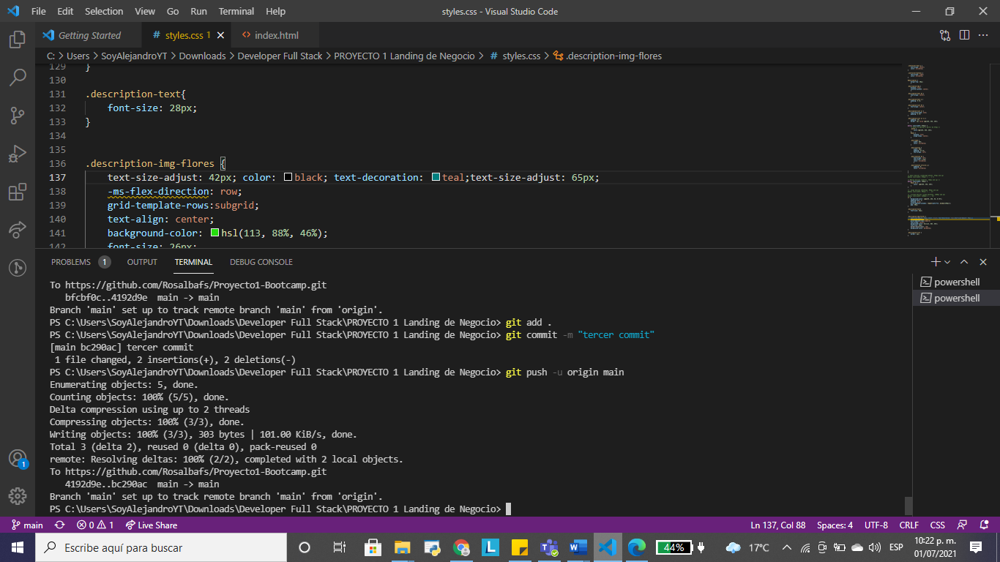 File Edit Selection View Go Run Terminal Help styles.css - Visual Studio Code
Getting Started # styles.css 1 <> index.html
C: > Users > SoyAlejandroYT > Downloads > Developer Full Stack > PROYECTO 1 Landing de Negocio > # styles.css > .description-img-flores
129 }
130
131 .description-text{
132 font-size: 28px;
133 }
134
135
136 .description-img-flores {
137 text-size-adjust: 42px; color: black; text-decoration: teal;text-size-adjust: 65px;
138 -ms-flex-direction: row;
139 grid-template-rows:subgrid;
140 text-align: center;
141 background-color: hsl(113, 88%, 46%);
142 font-size: 26px;
PROBLEMS 1 OUTPUT TERMINAL DEBUG CONSOLE
powershell
powershell
To https://github.com/Rosalbafs/Proyecto1-Bootcamp.git
bfcbf0c..4192d9e main -> main
Branch 'main' set up to track remote branch 'main' from 'origin'.
PS C:\Users\SoyAlejandroYT\Downloads\Developer Full Stack\PROYECTO 1 Landing de Negocio> git add .
PS C:\Users\SoyAlejandroYT\Downloads\Developer Full Stack\PROYECTO 1 Landing de Negocio> git commit -m "tercer commit"
[main bc290ac] tercer commit
1 file changed, 2 insertions(+), 2 deletions(-)
PS C:\Users\SoyAlejandroYT\Downloads\Developer Full Stack\PROYECTO 1 Landing de Negocio> git push -u origin main
Enumerating objects: 5, done.
Counting objects: 100% (5/5), done.
Delta compression using up to 2 threads
Compressing objects: 100% (3/3), done.
Writing objects: 100% (3/3), 303 bytes | 101.00 KiB/s, done.
Total 3 (delta 2), reused 0 (delta 0), pack-reused 0
remote: Resolving deltas: 100% (2/2), completed with 2 local objects.
To https://github.com/Rosalbafs/Proyecto1-Bootcamp.git
4192d9e..bc290ac main -> main
Branch 'main' set up to track remote branch 'main' from 'origin'.
PS C:\Users\SoyAlejandroYT\Downloads\Developer Full Stack\PROYECTO 1 Landing de Negocio>
1
main 0 1 Live Share Ln 137, Col 88 Spaces: 4 UTF-8 CRLF CSS
Escribe aquí para buscar L 44% 17°C ESP 10:22 p. m.
01/07/2021